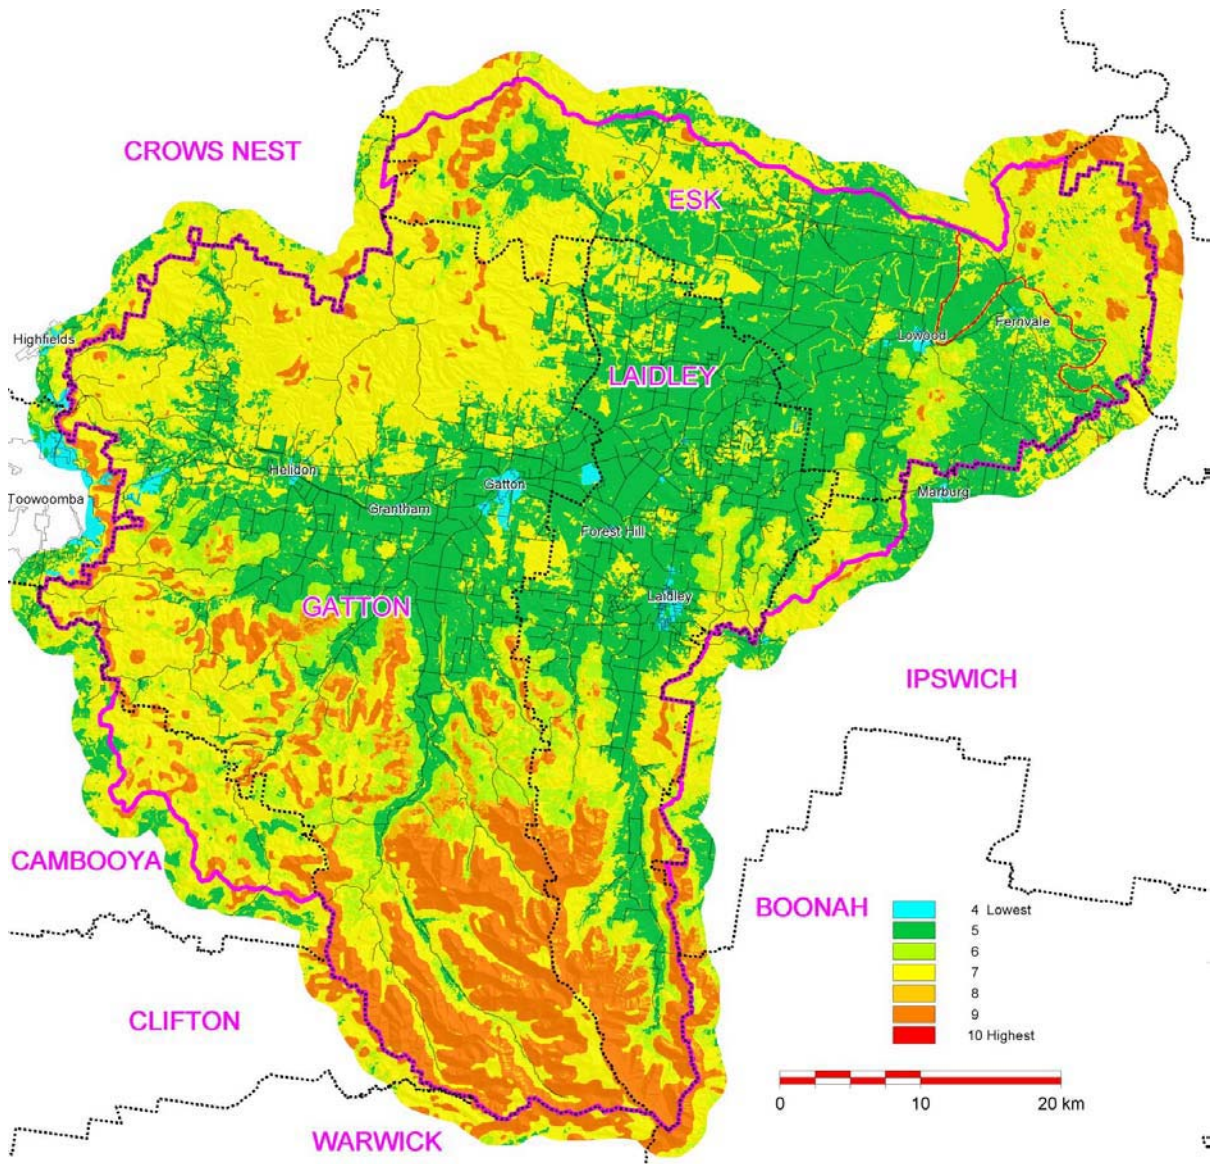 CROWS NEST
ESK
Highfields
Lowood
Fernvale
LAIDLEY
Helidon
Gatton
Toowoomba
Grantham
Marburg
Forest Hill
Laidley
GATTON
IPSWICH
CAMBOOYA
BOONAH
4 Lowest
5
6
7
8
9
10 Highest
CLIFTON
0 10 20 km
WARWICK